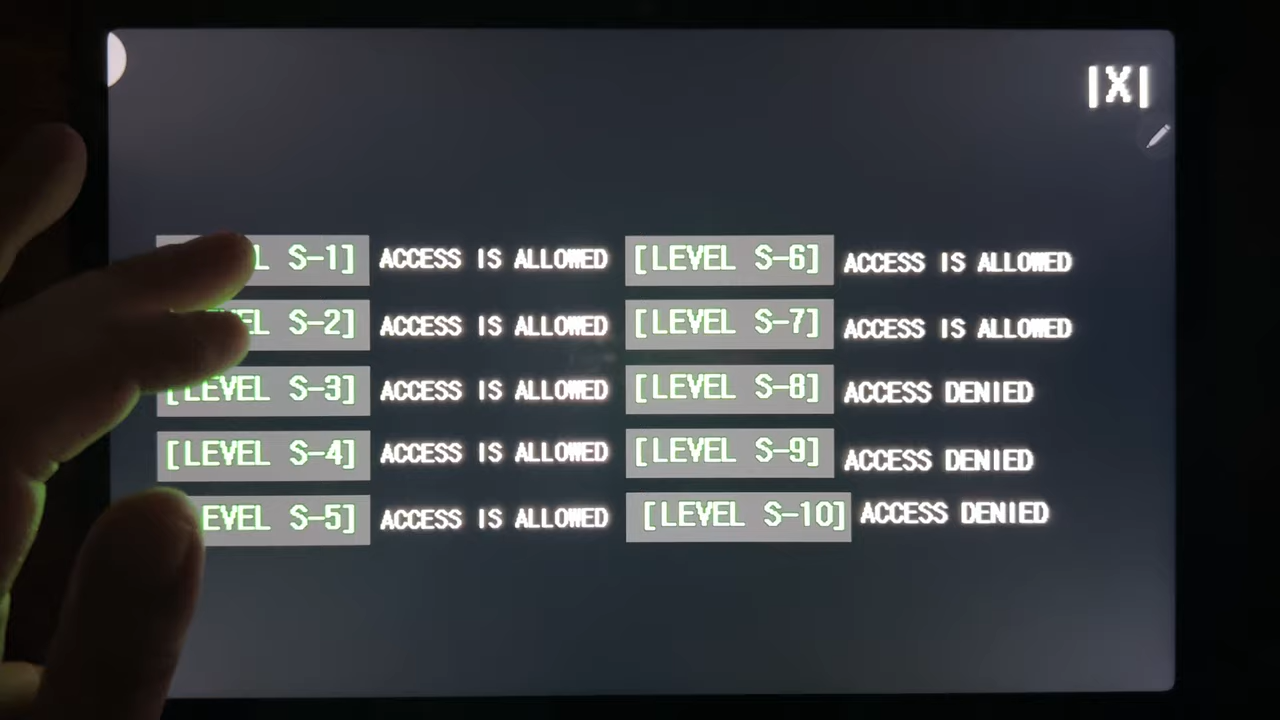 |X|
L S-1] ACCESS IS ALLOWED
EL S-2] ACCESS IS ALLOWED
[LEVEL S-3] ACCESS IS ALLOWED
[LEVEL S-4] ACCESS IS ALLOWED
EVEL S-5] ACCESS IS ALLOWED
[LEVEL S-6] ACCESS IS ALLOWED
[LEVEL S-7] ACCESS IS ALLOWED
[LEVEL S-8] ACCESS DENIED
[LEVEL S-9] ACCESS DENIED
[LEVEL S-10] ACCESS DENIED